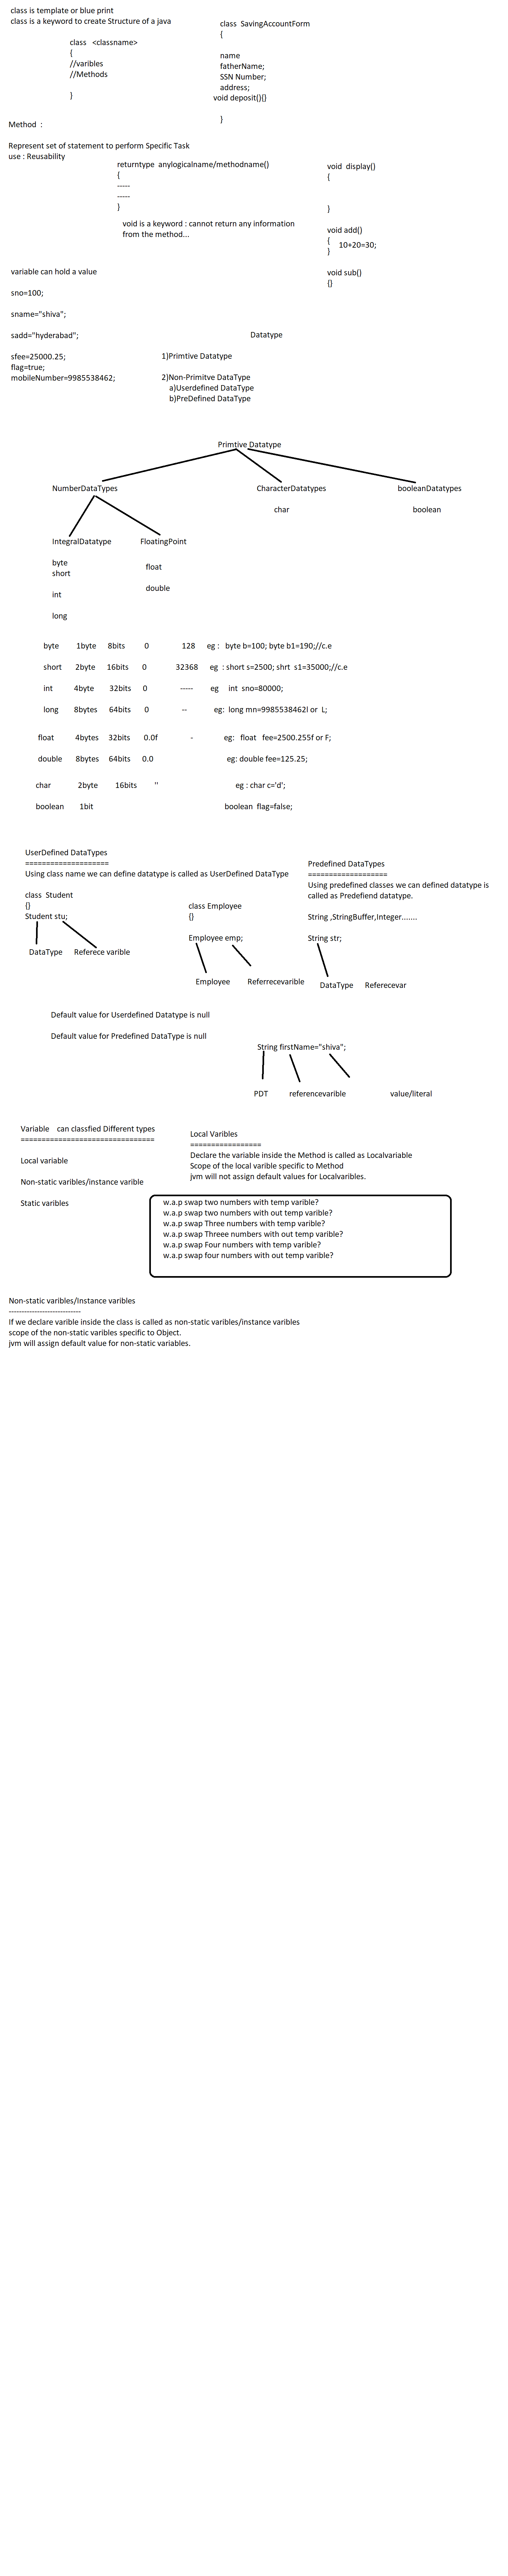 class is template or blue print
class is a keyword to create Structure of a java
class   <classname>
{
//varibles
//Methods
}
class  SavingAccountForm
{
name
fatherName;
SSN Number;
address;
void deposit(){}
}
Method  :
Represent set of statement to perform Specific Task
use : Reusability
returntype  anylogicalname/methodname()
{
-----
-----
}
void is a keyword : cannot return any information
from the method...
void  display()
{
}
void add()
{
10+20=30;
}
void sub()
{}
variable can hold a value
sno=100;
sname="shiva";
sadd="hyderabad";
sfee=25000.25;
flag=true;
mobileNumber=9985538462;
Datatype
1)Primtive Datatype
2)Non-Primitve DataType
a)Userdefined DataType
b)PreDefined DataType
Primtive Datatype
NumberDataTypes
CharacterDatatypes
booleanDatatypes
char
boolean
IntegralDatatype
FloatingPoint
byte
short
int
long
float
double
byte 1byte 8bits 0 128 eg :   byte b=100; byte b1=190;//c.e
short 2byte 16bits 0 32368 eg  : short s=2500; shrt  s1=35000;//c.e
int 4byte 32bits 0 ----- eg    int  sno=80000;
long 8bytes 64bits 0 -- eg:  long mn=9985538462l or  L;
float 4bytes 32bits 0.0f - eg:   float   fee=2500.255f or F;
double 8bytes 64bits 0.0 eg: double fee=125.25;
char 2byte 16bits '' eg : char c='d';
boolean 1bit boolean  flag=false;
UserDefined DataTypes
====================
Using class name we can define datatype is called as UserDefined DataType
class  Student
{}
Student stu;
DataType Referece varible
class Employee
{}
Employee emp;
Employee Referrecevarible
Predefined DataTypes
===================
Using predefined classes we can defined datatype is
called as Predefiend datatype.
String ,StringBuffer,Integer.......
String str;
DataType Referecevar
Default value for Userdefined Datatype is null
Default value for Predefined DataType is null
String firstName="shiva";
PDT referencevarible value/literal
Variable    can classfied Different types
================================
Local variable
Non-static varibles/instance varible
Static varibles
Local Varibles
=================
Declare the variable inside the Method is called as Localvariable
Scope of the local varible specific to Method
jvm will not assign default values for Localvaribles.
w.a.p swap two numbers with temp varible?
w.a.p swap two numbers with out temp varible?
w.a.p swap Three numbers with temp varible?
w.a.p swap Threee numbers with out temp varible?
w.a.p swap Four numbers with temp varible?
w.a.p swap four numbers with out temp varible?
Non-static varibles/Instance varibles
----------------------------
If we declare varible inside the class is called as non-static varibles/instance varibles
scope of the non-static varibles specific to Object.
jvm will assign default value for non-static variables.